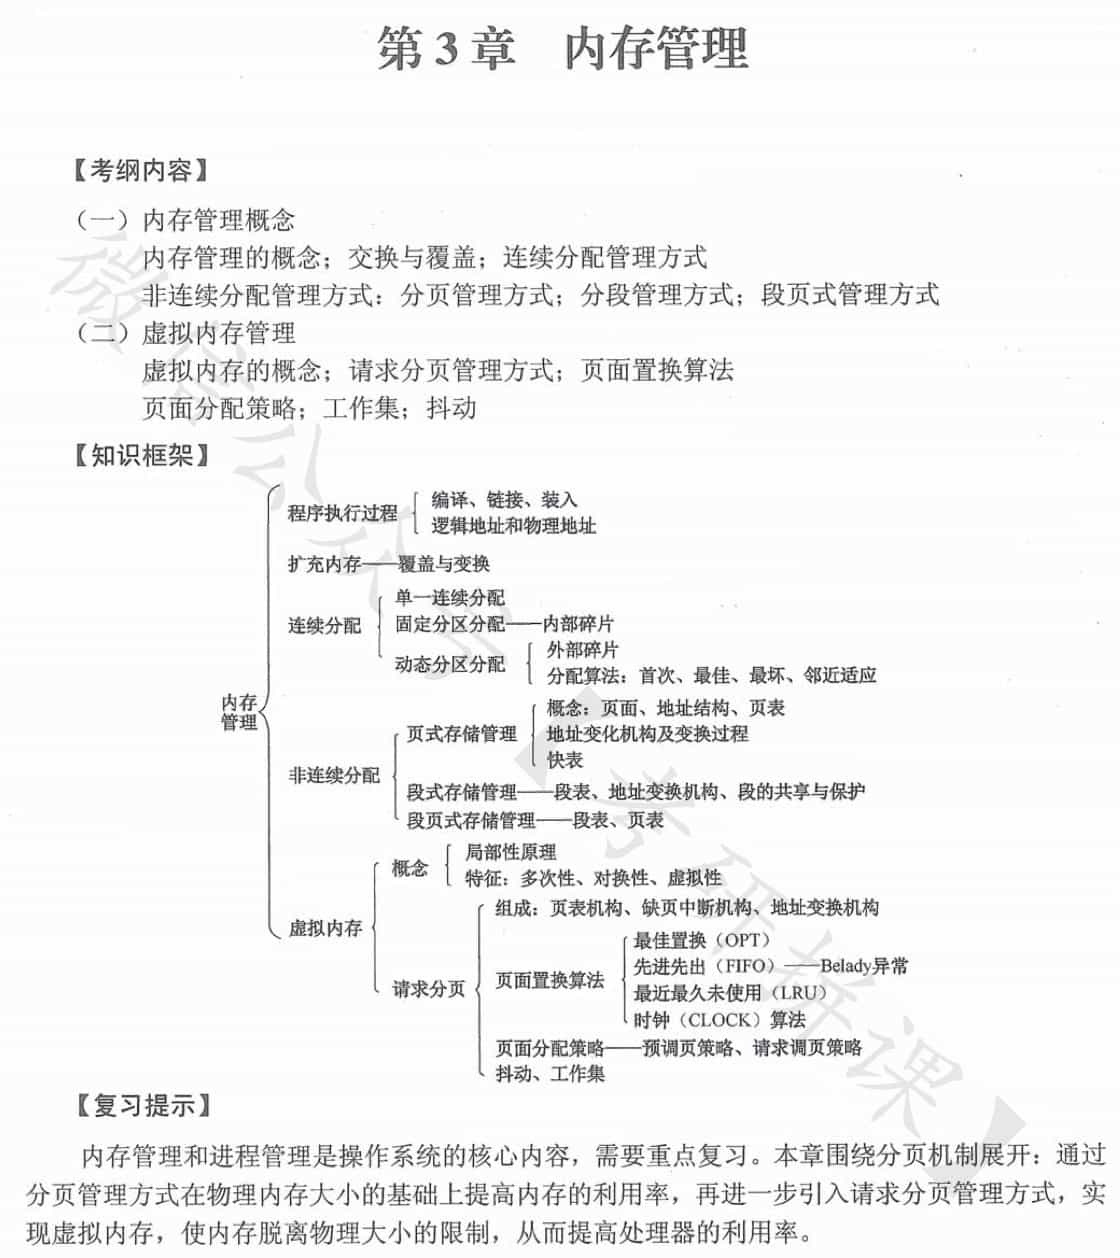 第 3 章 内存管理
【考纲内容】
（一）内存管理概念
内存管理的概念；交换与覆盖；连续分配管理方式
非连续分配管理方式：分页管理方式；分段管理方式；段页式管理方式
（二）虚拟内存管理
虚拟内存的概念；请求分页管理方式；页面置换算法
页面分配策略；工作集；抖动
【知识框架】
程序执行过程
编译、链接、装入
逻辑地址和物理地址
扩充内存——覆盖与变换
连续分配
单一连续分配
固定分区分配——内部碎片
动态分区分配
外部碎片
分配算法：首次、最佳、最坏、邻近适应
内存
管理
非连续分配
页式存储管理
概念：页面、地址结构、页表
地址变化机构及变换过程
快表
段式存储管理——段表、地址变换机构、段的共享与保护
段页式存储管理——段表、页表
虚拟内存
概念
局部性原理
特征：多次性、对换性、虚拟性
请求分页
组成：页表机构、缺页中断机构、地址变换机构
页面置换算法
最佳置换（OPT）
先进先出（FIFO）——Belady异常
最近最久未使用（LRU）
时钟（CLOCK）算法
页面分配策略——预调页策略、请求调页策略
抖动、工作集
【复习提示】
内存管理和进程管理是操作系统的核心内容，需要重点复习。本章围绕分页机制展开：通过
分页管理方式在物理内存大小的基础上提高内存的利用率，再进一步引入请求分页管理方式，实
现虚拟内存，使内存脱离物理大小的限制，从而提高处理器的利用率。
微信公众号【考研拼课】